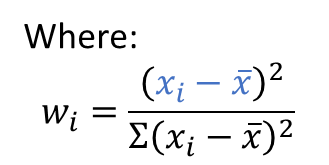 Where:
wᵢ = (xᵢ − x̄)² / Σ(xᵢ − x̄)²